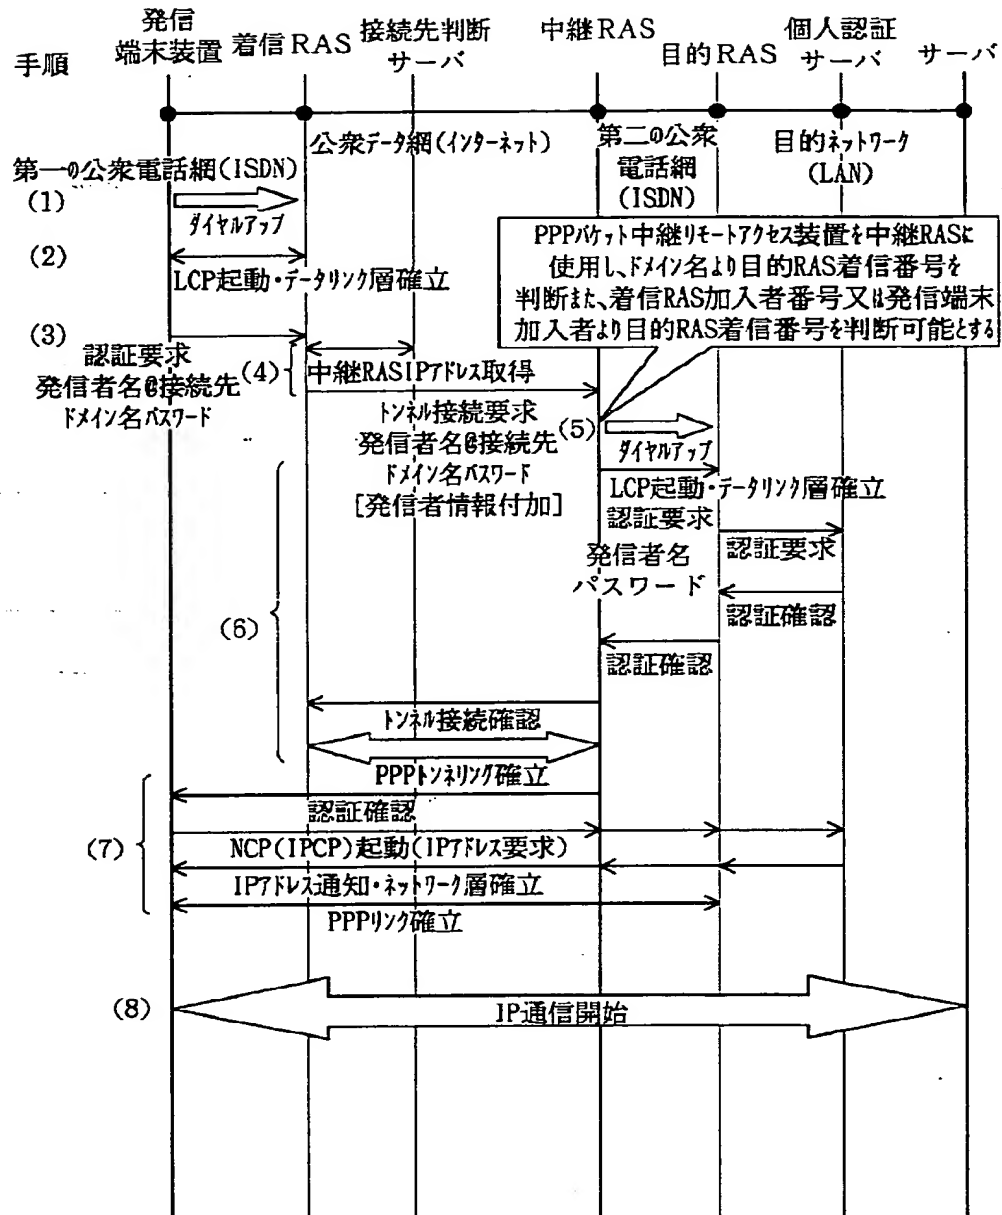 手順
発信
端末装置
着信RAS
接続先判断
サーバ
中継RAS
目的RAS
個人認証
サーバ
サーバ
公衆データ網(インターネット)
第二の公衆
電話網
(ISDN)
目的ネットワーク
(LAN)
第一の公衆電話網(ISDN)
(1)
ダイヤルアップ
PPPパケット中継リモートアクセス装置を中継RASに
使用し、ドメイン名より目的RAS着信番号を
判断また、着信RAS加入者番号又は発信端末
加入者より目的RAS着信番号を判断可能とする
(2)
LCP起動・データリンク層確立
(3)
認証要求
発信者名@接続先
ドメイン名パスワード
(4)
中継RASIPアドレス取得
トンネル接続要求
発信者名@接続先
ドメイン名パスワード
[発信者情報付加]
(5)
ダイヤルアップ
LCP起動・データリンク層確立
認証要求
発信者名
パスワード
認証要求
認証確認
認証確認
(6)
トンネル接続確認
PPPトンネリング確立
(7)
認証確認
NCP(IPCP)起動(IPアドレス要求)
IPアドレス通知・ネットワーク層確立
PPPリンク確立
(8)
IP通信開始